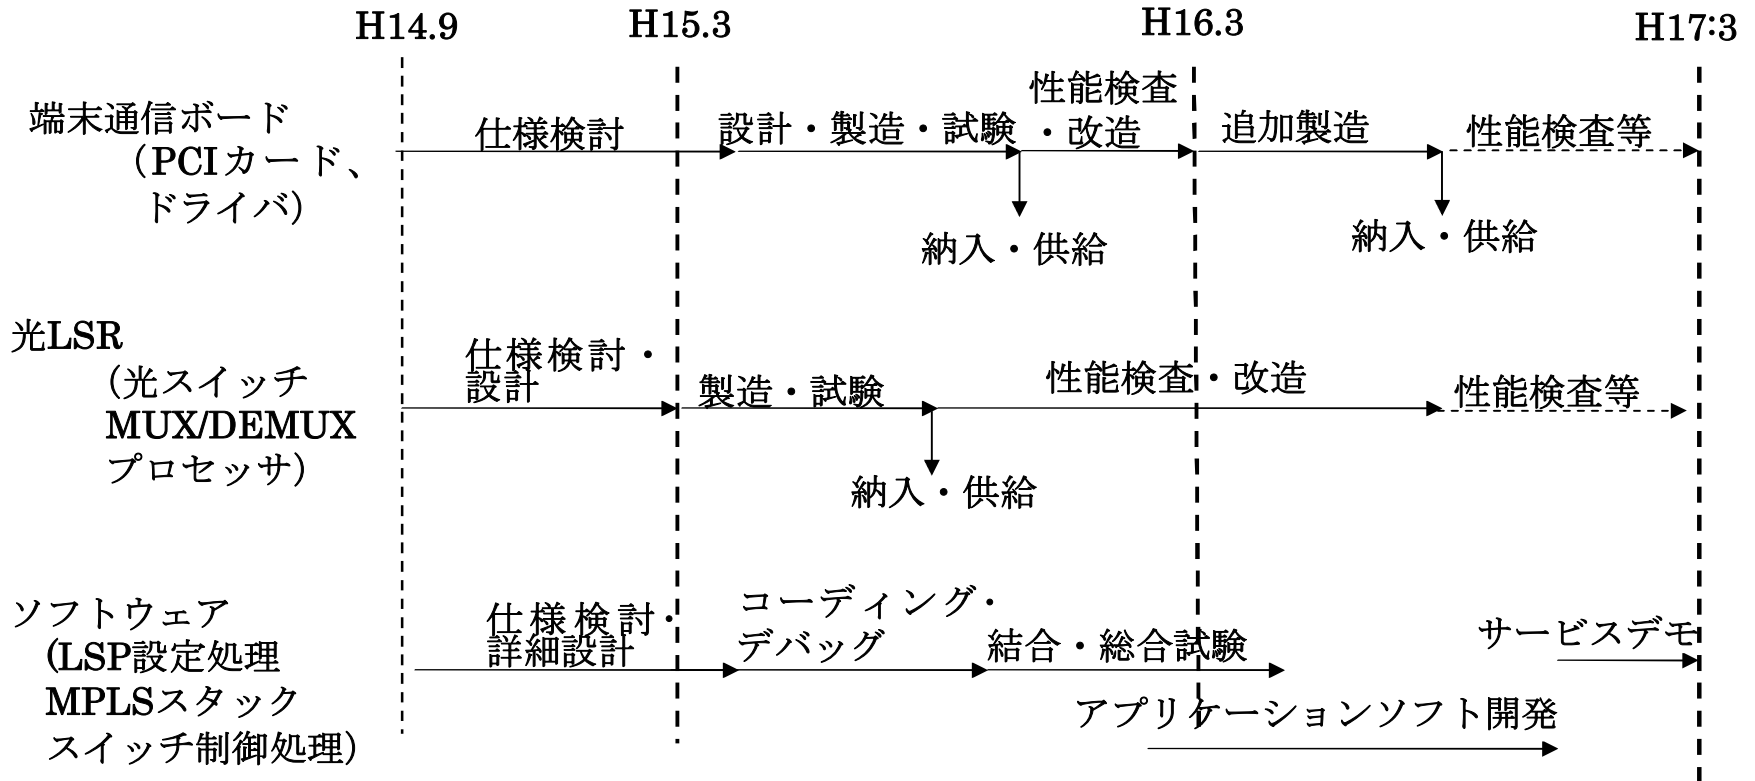 H14.9
H15.3
H16.3
H17:3
端末通信ボード
（PCIカード、
ドライバ）
仕様検討
設計・製造・試験
性能検査
・改造
追加製造
性能検査等
納入・供給
納入・供給
光LSR
(光スイッチ
MUX/DEMUX
プロセッサ）
仕様検討・
設計
製造・試験
性能検査・改造
性能検査等
納入・供給
ソフトウェア
(LSP設定処理
MPLSスタック
スイッチ制御処理）
仕様検討・
詳細設計
コーディング・
デバッグ
結合・総合試験
サービスデモ
アプリケーションソフト開発